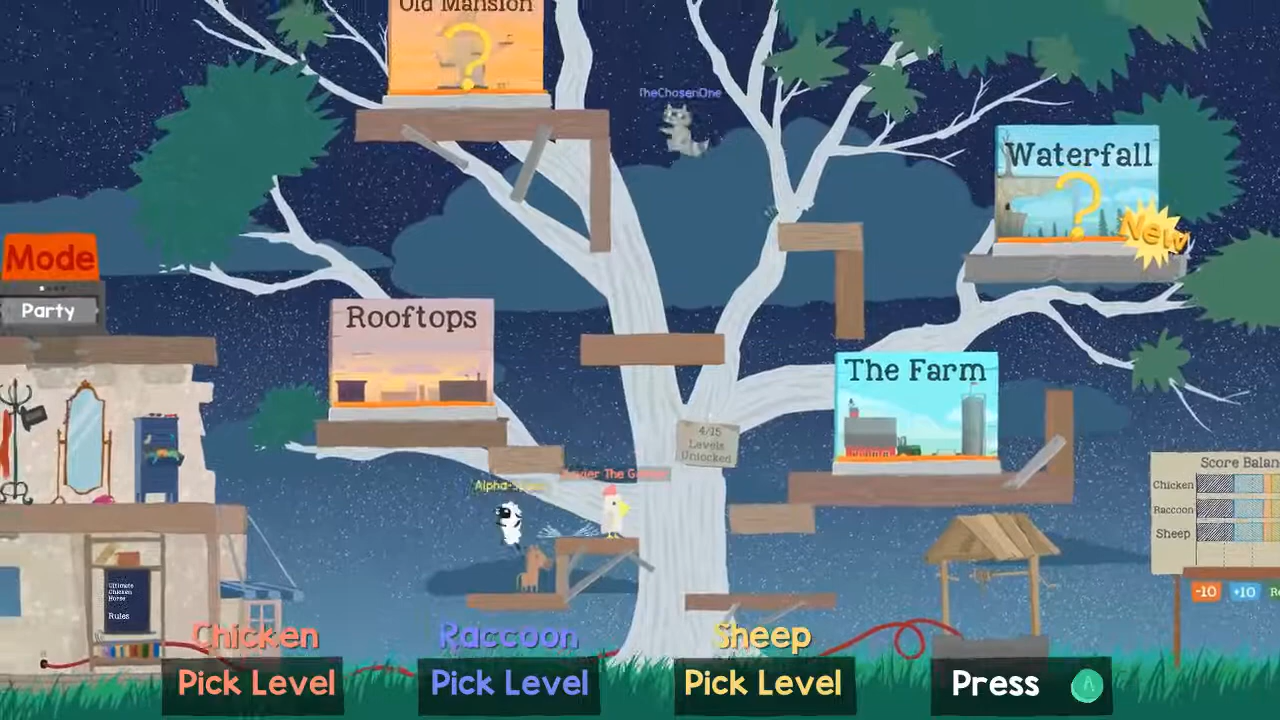 Old Mansion
?
TheChosenOne
Waterfall
?
New
Mode
Party
Rooftops
The Farm
4/15
Levels
Unlocked
Score Balan
Chicken
Raccoon
Sheep
Ultimate
Chicken
Horse
Rules
-10
+10
Chicken
Raccoon
Sheep
Pick Level
Pick Level
Pick Level
Press A